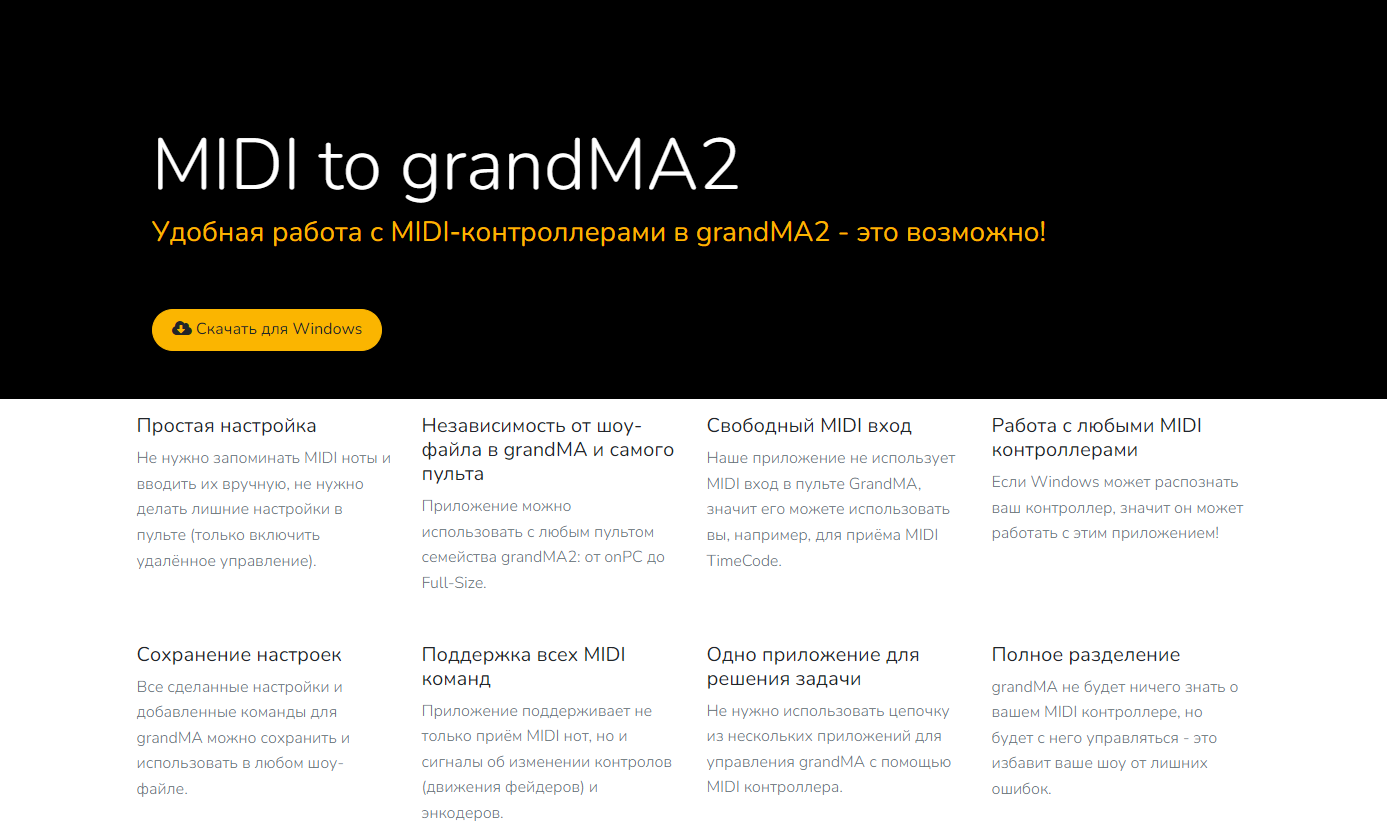 MIDI to grandMA2
Удобная работа с MIDI-контроллерами в grandMA2 - это возможно!
Скачать для Windows
Простая настройка
Не нужно запоминать MIDI ноты и
вводить их вручную, не нужно
делать лишние настройки в
пульте (только включить
удалённое управление).
Независимость от шоу-
файла в grandMA и самого
пульта
Приложение можно
использовать с любым пультом
семейства grandMA2: от onPC до
Full-Size.
Свободный MIDI вход
Наше приложение не использует
MIDI вход в пульте GrandMA,
значит его можете использовать
вы, например, для приёма MIDI
TimeCode.
Работа с любыми MIDI
контроллерами
Если Windows может распознать
ваш контроллер, значит он может
работать с этим приложением!
Сохранение настроек
Все сделанные настройки и
добавленные команды для
grandMA можно сохранить и
использовать в любом шоу-
файле.
Поддержка всех MIDI
команд
Приложение поддерживает не
только приём MIDI нот, но и
сигналы об изменении контролов
(движения фейдеров) и
энкодеров.
Одно приложение для
решения задачи
Не нужно использовать цепочку
из нескольких приложений для
управления grandMA с помощью
MIDI контроллера.
Полное разделение
grandMA не будет ничего знать о
вашем MIDI контроллере, но
будет с него управляться - это
избавит ваше шоу от лишних
ошибок.